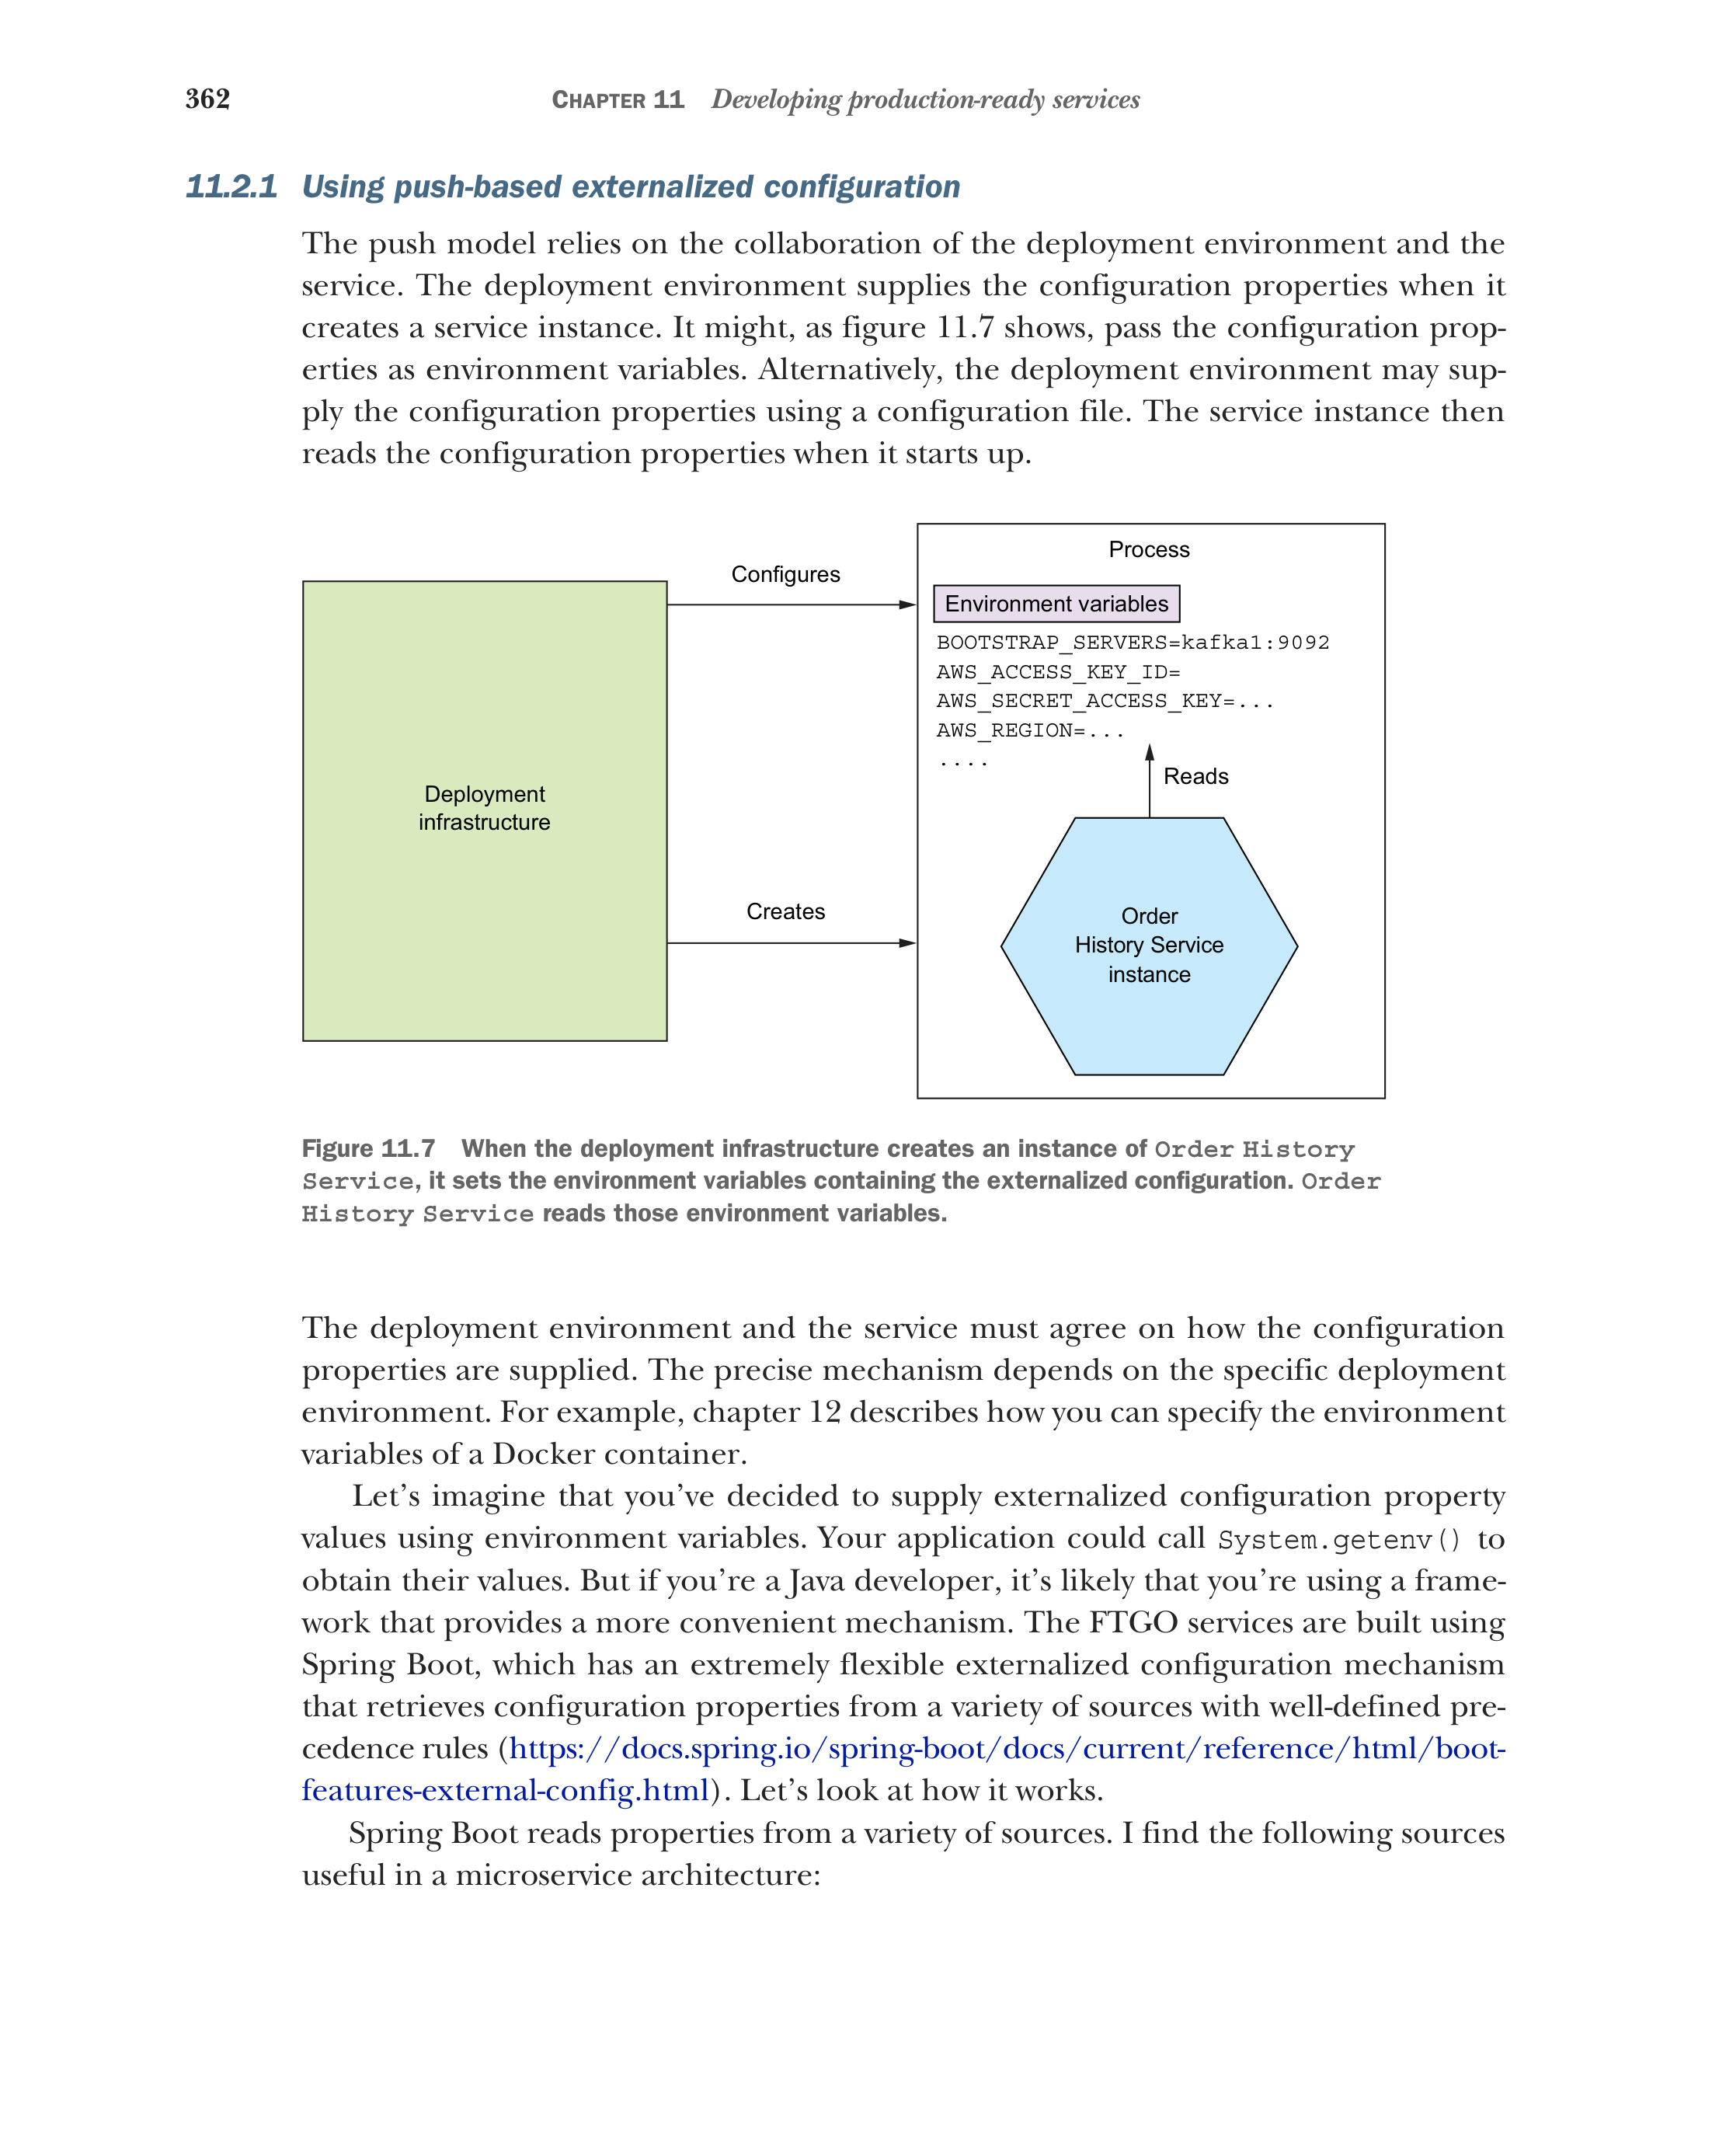 362
CHAPTER 11 Developing production-ready services
11.2.1 Using push-based externalized configuration
The push model relies on the collaboration of the deployment environment and the
service. The deployment environment supplies the configuration properties when it
creates a service instance. It might, as figure 11.7 shows, pass the configuration prop-
erties as environment variables. Alternatively, the deployment environment may sup-
ply the configuration properties using a configuration file. The service instance then
reads the configuration properties when it starts up.
Process
Configures
Environment variables
BOOTSTRAP_SERVERS=kafka1:9092
AWS_ACCESS_KEY_ID=
AWS_SECRET_ACCESS_KEY=...
AWS_REGION=...
....
Reads
Deployment
infrastructure
Creates
Order
History Service
instance
Figure 11.7 When the deployment infrastructure creates an instance of Order History
Service, it sets the environment variables containing the externalized configuration. Order
History Service reads those environment variables.
The deployment environment and the service must agree on how the configuration
properties are supplied. The precise mechanism depends on the specific deployment
environment. For example, chapter 12 describes how you can specify the environment
variables of a Docker container.
Let's imagine that you've decided to supply externalized configuration property
values using environment variables. Your application could call System.getenv() to
obtain their values. But if you're a Java developer, it's likely that you're using a frame-
work that provides a more convenient mechanism. The FTGO services are built using
Spring Boot, which has an extremely flexible externalized configuration mechanism
that retrieves configuration properties from a variety of sources with well-defined pre-
cedence rules (https://docs.spring.io/spring-boot/docs/current/reference/html/boot-
features-external-config.html). Let's look at how it works.
Spring Boot reads properties from a variety of sources. I find the following sources
useful in a microservice architecture: